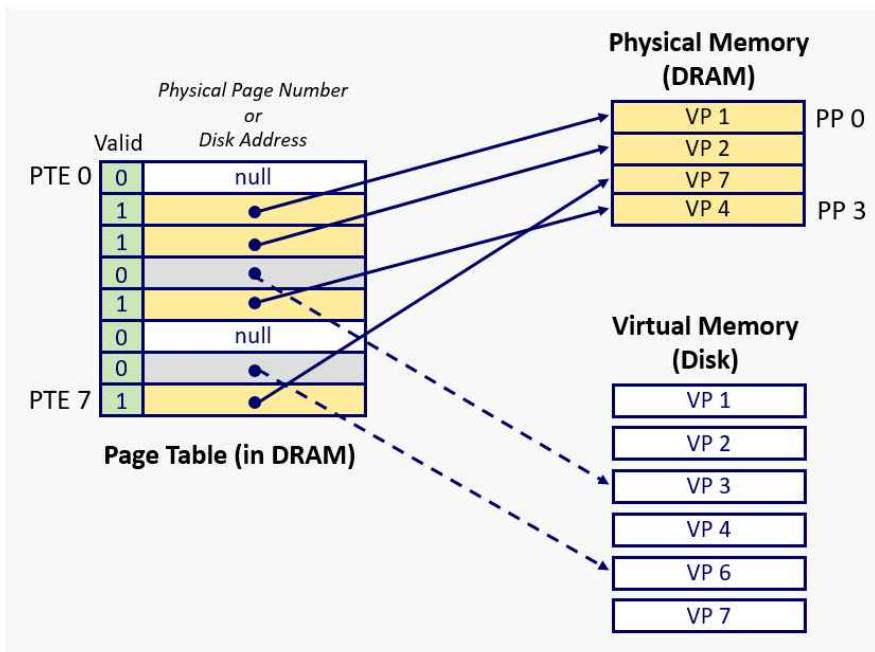 Physical Memory
(DRAM)
Physical Page Number
or
Disk Address
Valid
VP 1
PP 0
VP 2
VP 7
VP 4
PP 3
PTE 0
0
null
1
1
0
1
0
null
0
PTE 7
1
Page Table (in DRAM)
Virtual Memory
(Disk)
VP 1
VP 2
VP 3
VP 4
VP 6
VP 7